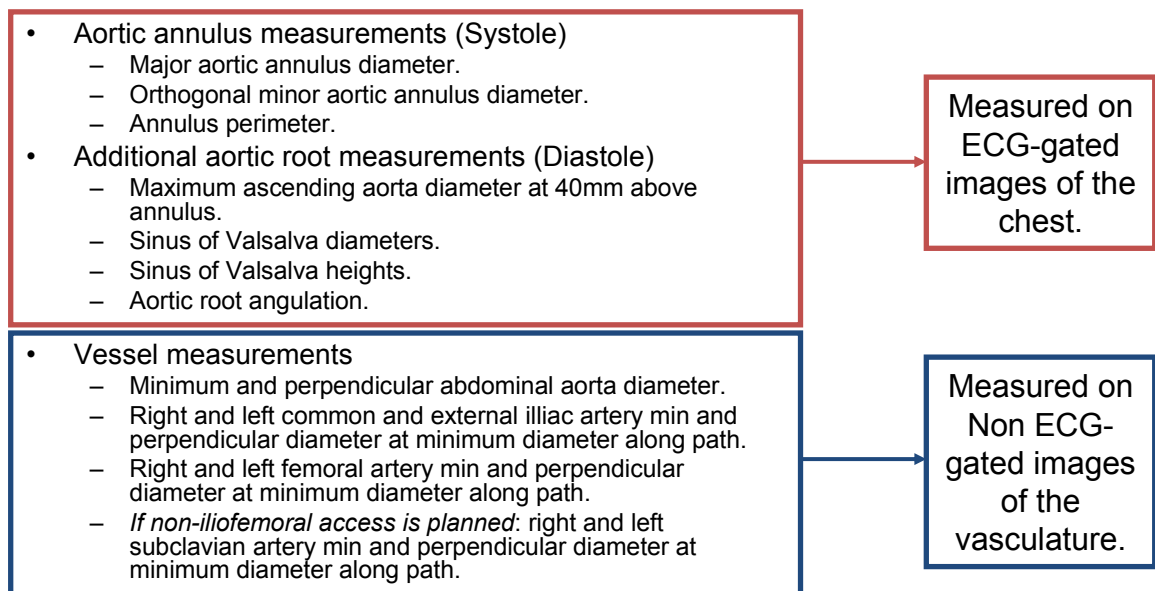 • Aortic annulus measurements (Systole)
– Major aortic annulus diameter.
– Orthogonal minor aortic annulus diameter.
– Annulus perimeter.
• Additional aortic root measurements (Diastole)
– Maximum ascending aorta diameter at 40mm above
annulus.
– Sinus of Valsalva diameters.
– Sinus of Valsalva heights.
– Aortic root angulation.
Measured on
ECG-gated
images of the
chest.
• Vessel measurements
– Minimum and perpendicular abdominal aorta diameter.
– Right and left common and external illiac artery min and
perpendicular diameter at minimum diameter along path.
– Right and left femoral artery min and perpendicular
diameter at minimum diameter along path.
– If non-iliofemoral access is planned: right and left
subclavian artery min and perpendicular diameter at
minimum diameter along path.
Measured on
Non ECG-
gated images
of the
vasculature.